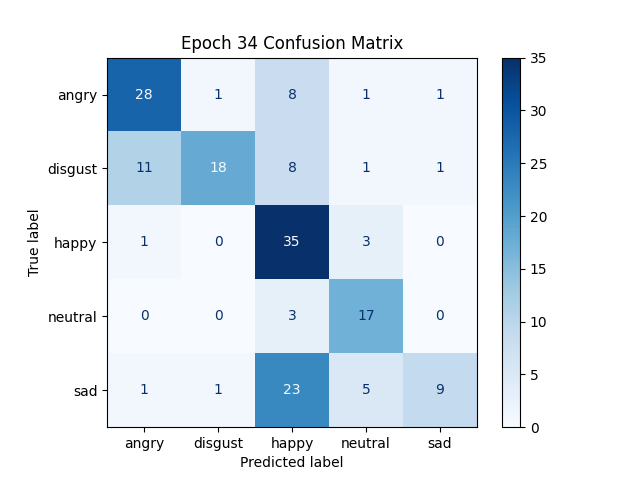 Epoch 34 Confusion Matrix
True label
angry 28 1 8 1 1
disgust 11 18 8 1 1
happy 1 0 35 3 0
neutral 0 0 3 17 0
sad 1 1 23 5 9
angry disgust happy neutral sad
Predicted label
35
30
25
20
15
10
5
0